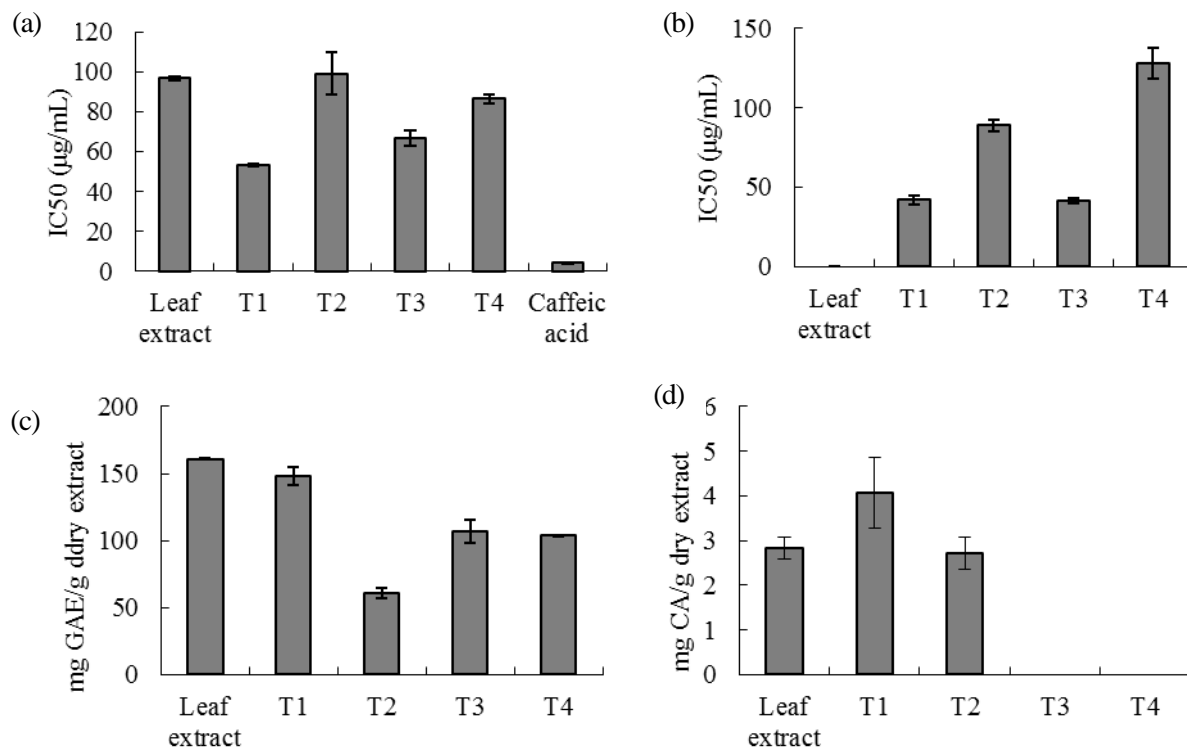 (a)
120
100
80
60
40
20
0
IC50 (µg/mL)
Leaf extract T1 T2 T3 T4 Caffeic acid
(b)
150
100
50
0
IC50 (µg/mL)
Leaf extract T1 T2 T3 T4
(c)
200
150
100
50
0
mg GAE/g ddry extract
Leaf extract T1 T2 T3 T4
(d)
6
5
4
3
2
1
0
mg CA/g dry extract
Leaf extract T1 T2 T3 T4